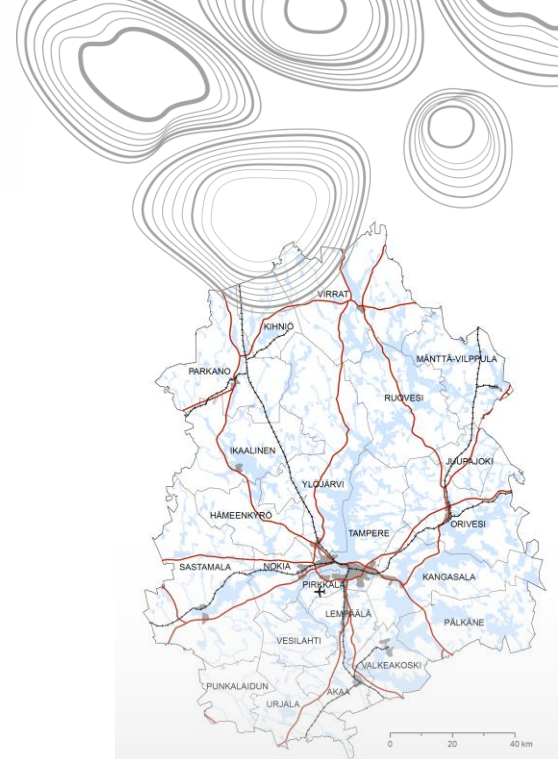 VIRRAT
KIHNIÖ
MÄNTTÄ-VILPPULA
PARKANO
RUOVESI
IKAALINEN
JUUPAJOKI
YLÖJÄRVI
HÄMEENKYRÖ
ORIVESI
TAMPERE
SASTAMALA
NOKIA
KANGASALA
PIRKKALA
LEMPÄÄLÄ
PÄLKÄNE
VESILAHTI
VALKEAKOSKI
PUNKALAIDUN
AKAA
URJALA
0 20 40 km